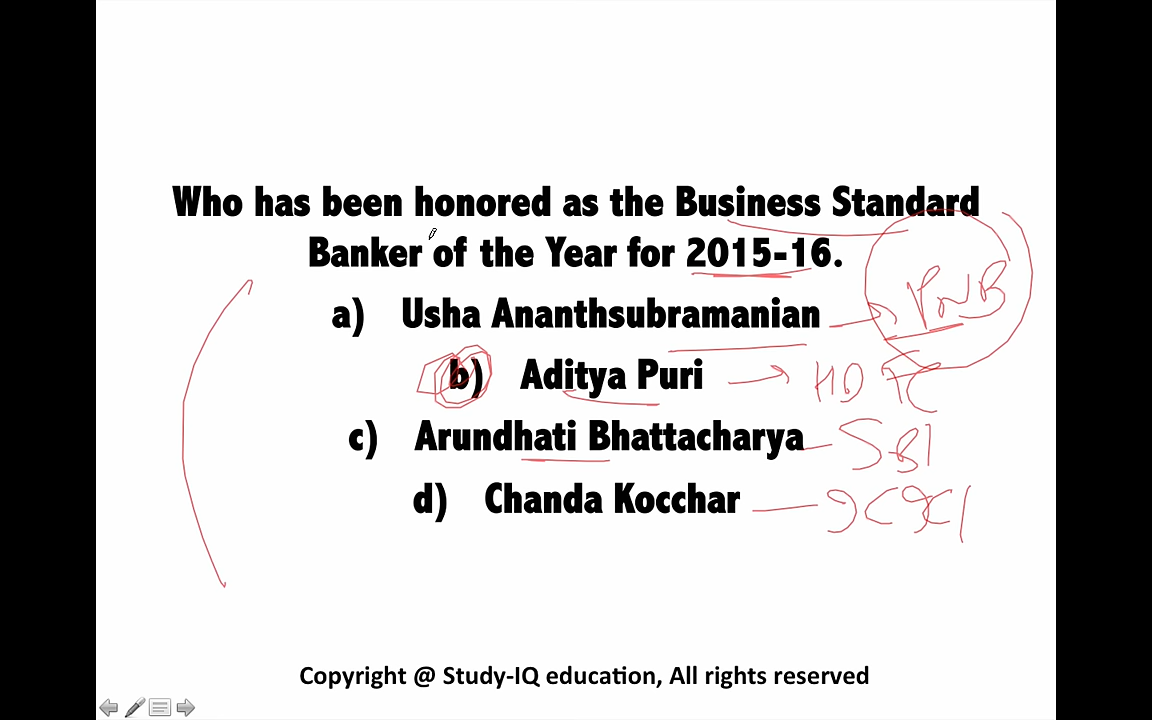 Who has been honored as the Business Standard
Banker of the Year for 2015-16.
a) Usha Ananthsubramanian PNB
b) Aditya Puri HDFC
c) Arundhati Bhattacharya SBI
d) Chanda Kocchar ICICI
Copyright @ Study-IQ education, All rights reserved